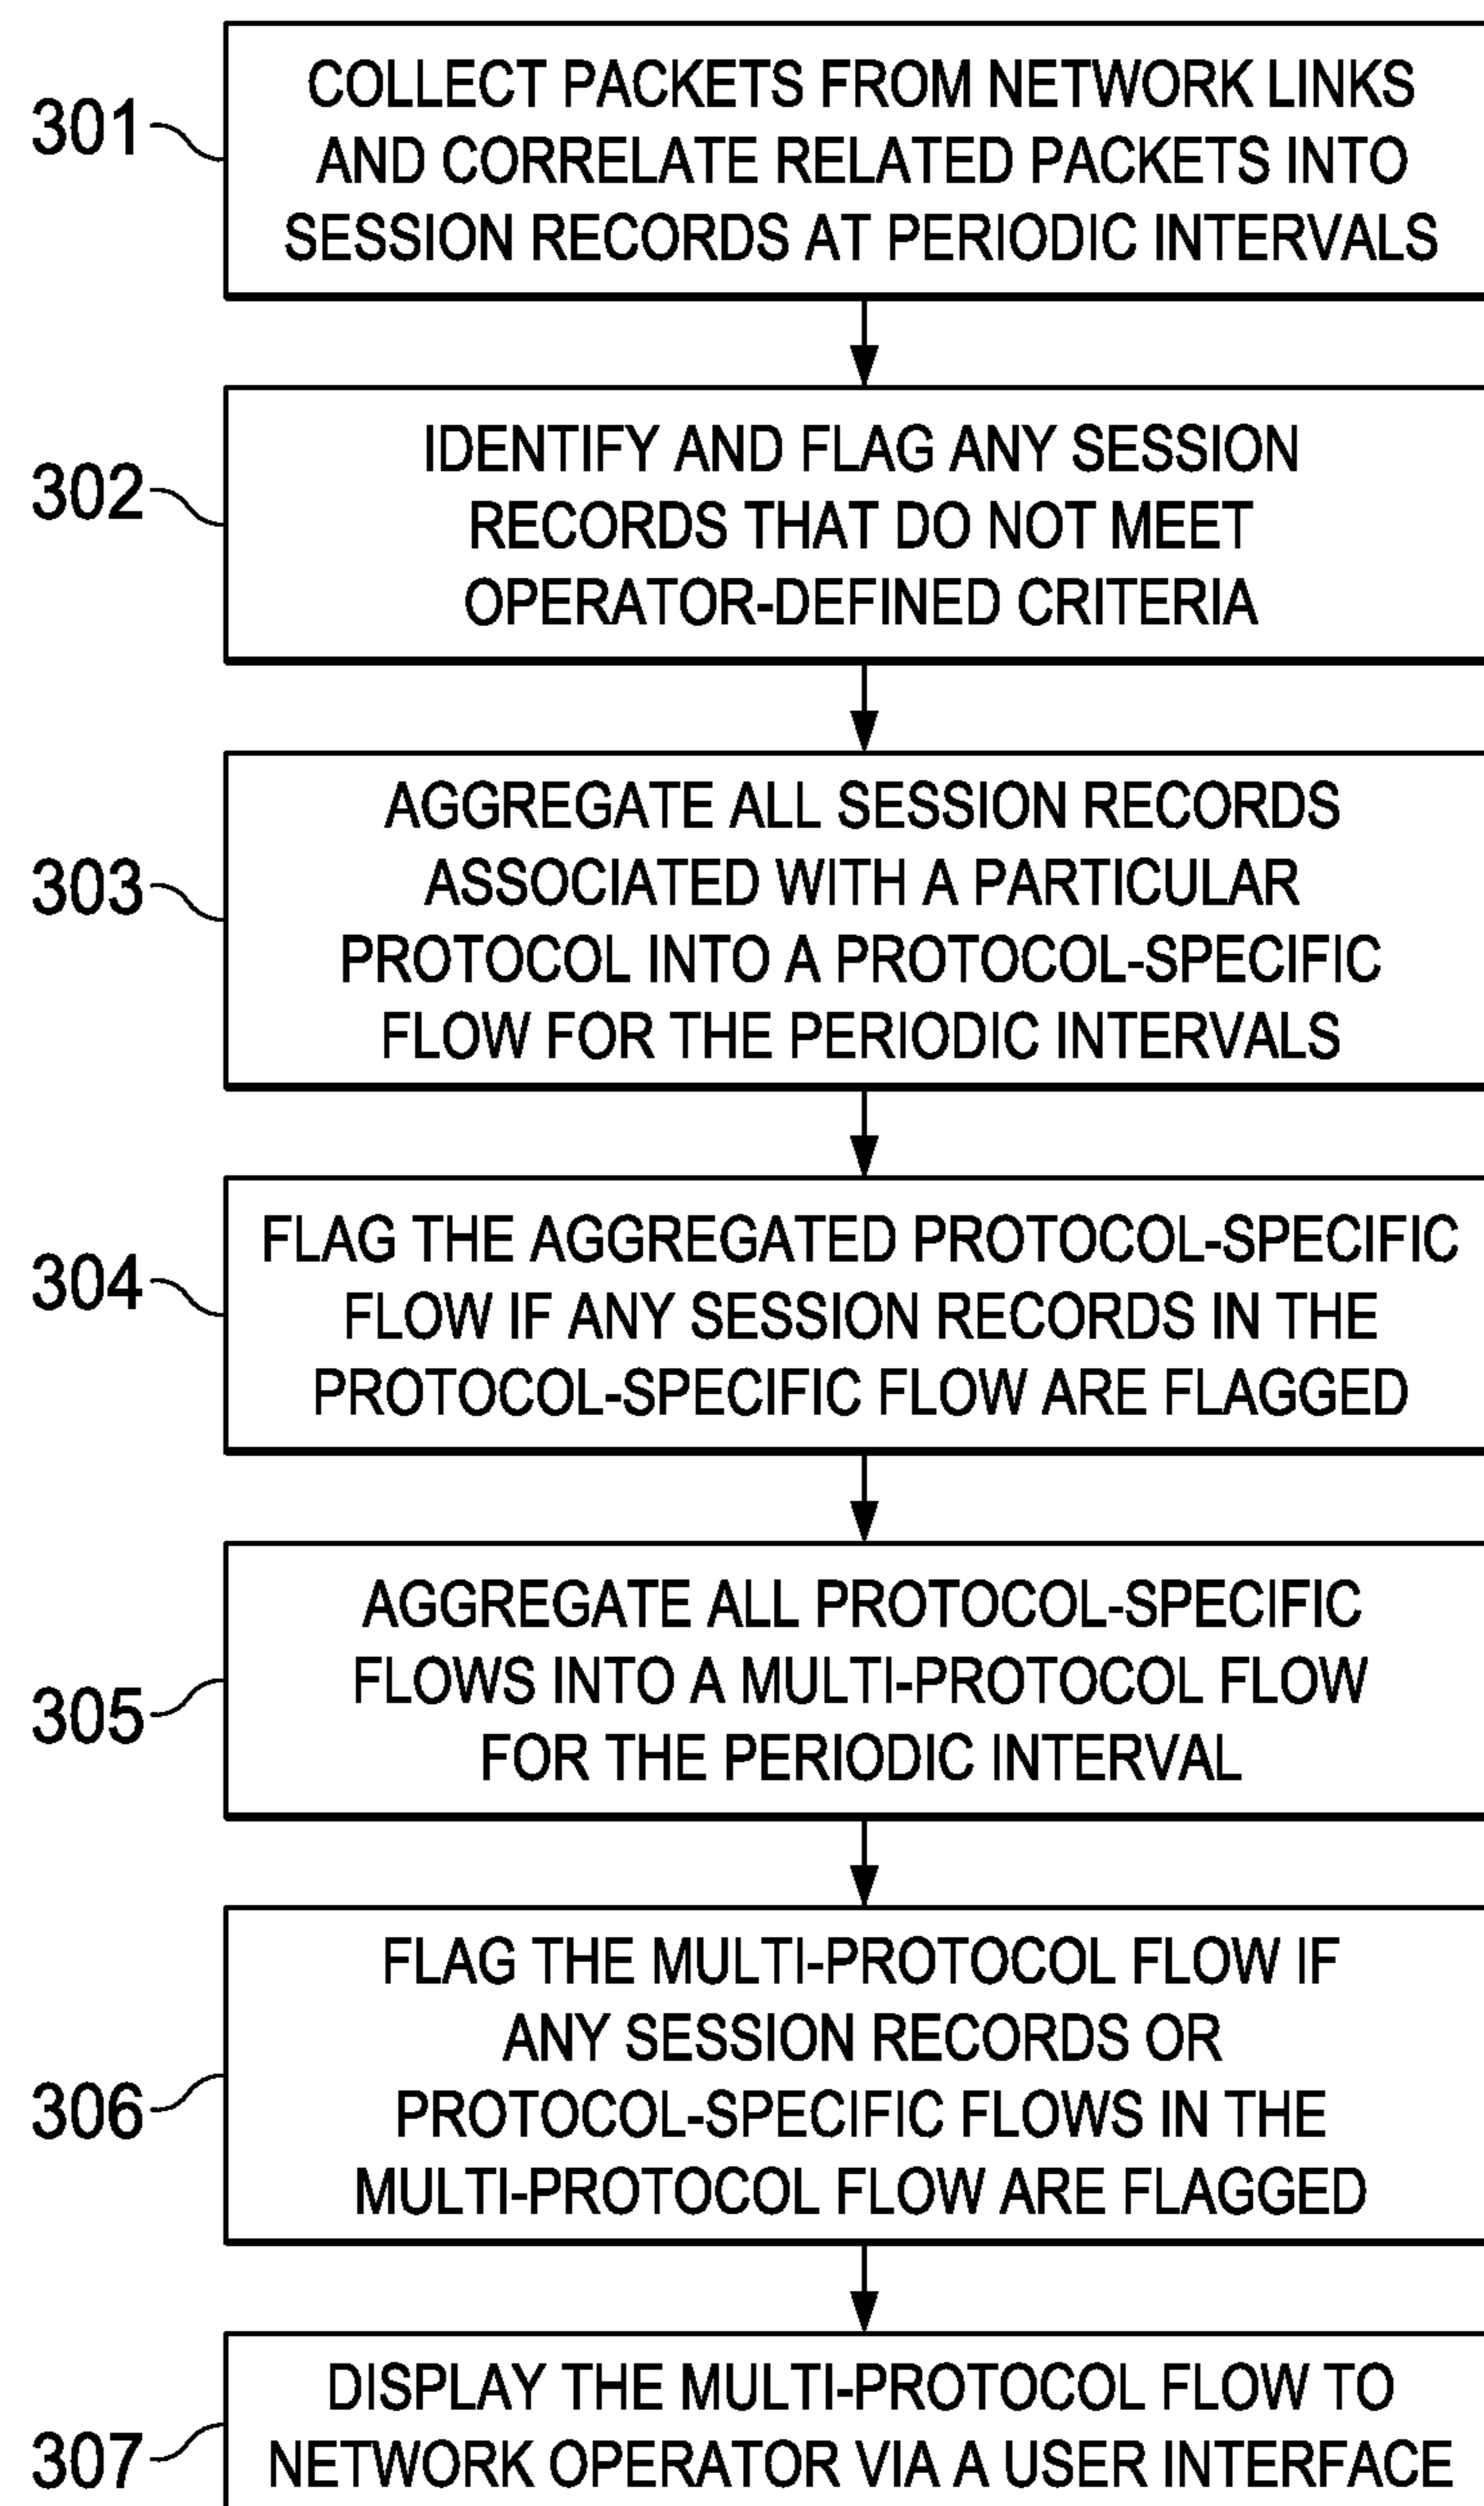 301
COLLECT PACKETS FROM NETWORK LINKS
AND CORRELATE RELATED PACKETS INTO
SESSION RECORDS AT PERIODIC INTERVALS
302
IDENTIFY AND FLAG ANY SESSION
RECORDS THAT DO NOT MEET
OPERATOR-DEFINED CRITERIA
303
AGGREGATE ALL SESSION RECORDS
ASSOCIATED WITH A PARTICULAR
PROTOCOL INTO A PROTOCOL-SPECIFIC
FLOW FOR THE PERIODIC INTERVALS
304
FLAG THE AGGREGATED PROTOCOL-SPECIFIC
FLOW IF ANY SESSION RECORDS IN THE
PROTOCOL-SPECIFIC FLOW ARE FLAGGED
305
AGGREGATE ALL PROTOCOL-SPECIFIC
FLOWS INTO A MULTI-PROTOCOL FLOW
FOR THE PERIODIC INTERVAL
306
FLAG THE MULTI-PROTOCOL FLOW IF
ANY SESSION RECORDS OR
PROTOCOL-SPECIFIC FLOWS IN THE
MULTI-PROTOCOL FLOW ARE FLAGGED
307
DISPLAY THE MULTI-PROTOCOL FLOW TO
NETWORK OPERATOR VIA A USER INTERFACE